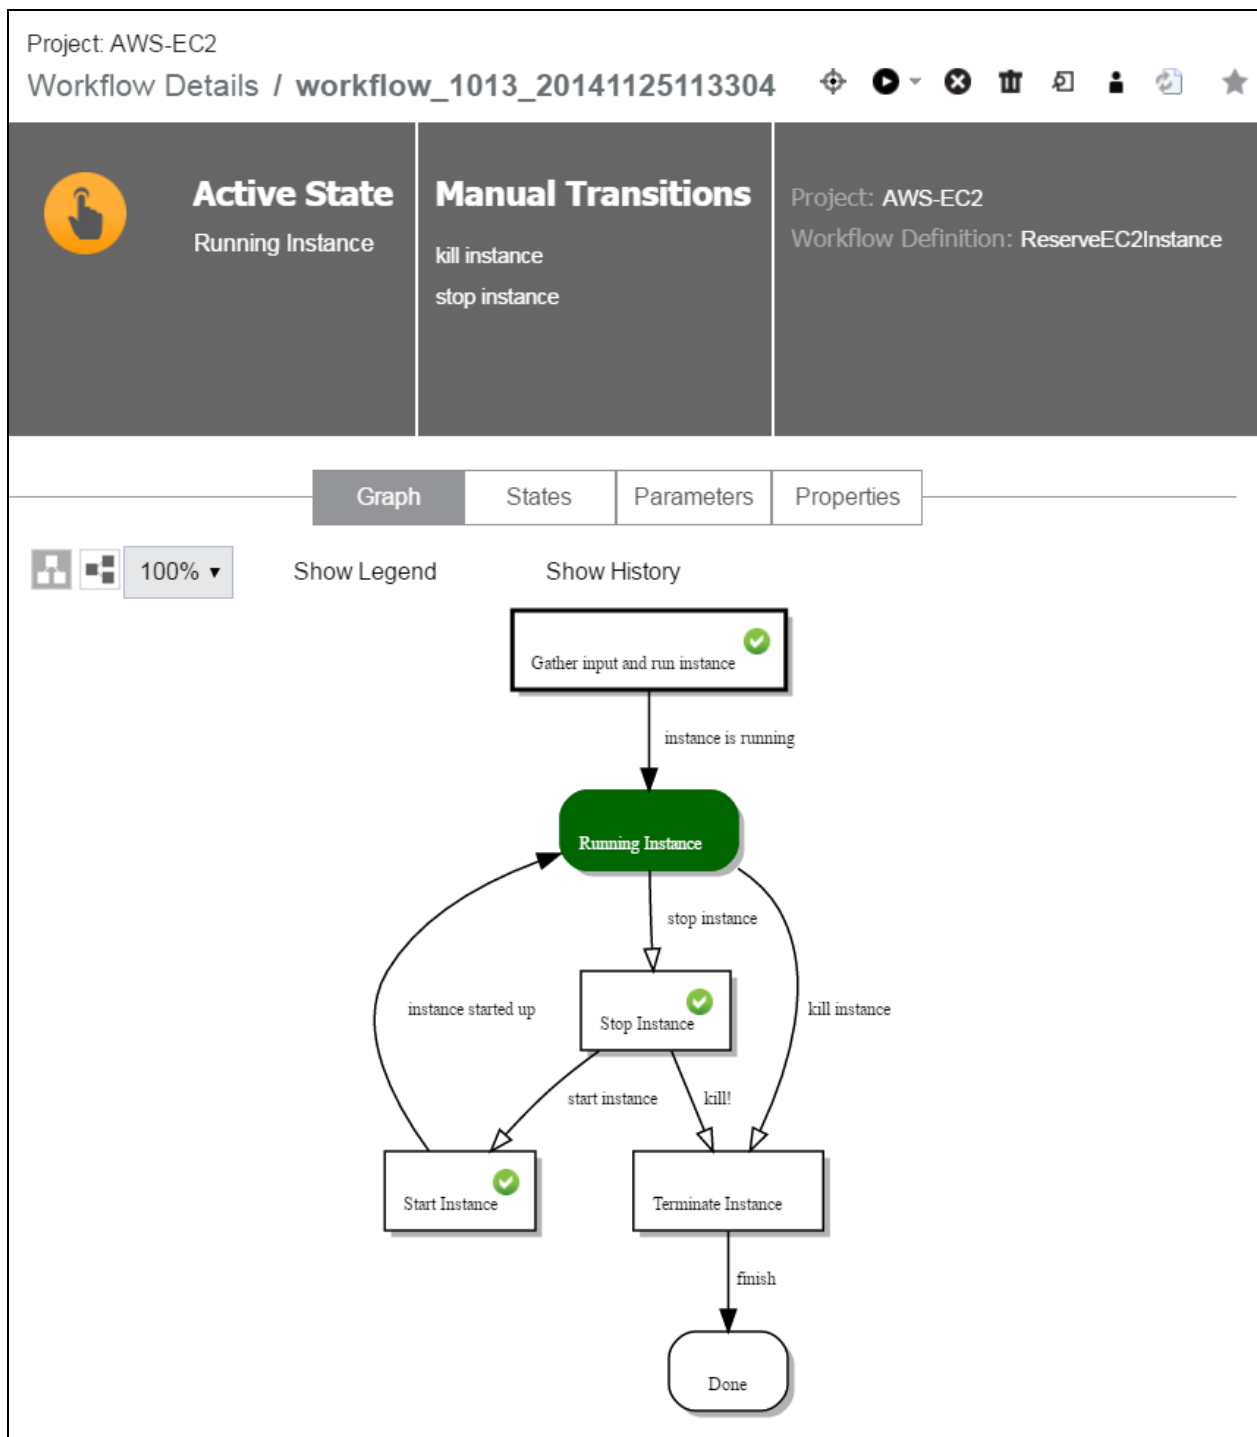 Project: AWS-EC2
Workflow Details / workflow_1013_20141125113304
Active State
Running Instance
Manual Transitions
kill instance
stop instance
Project: AWS-EC2
Workflow Definition: ReserveEC2Instance
Graph
States
Parameters
Properties
100%
Show Legend
Show History
Gather input and run instance
instance is running
Running Instance
stop instance
instance started up
Stop Instance
kill instance
start instance
kill!
Start Instance
Terminate Instance
finish
Done